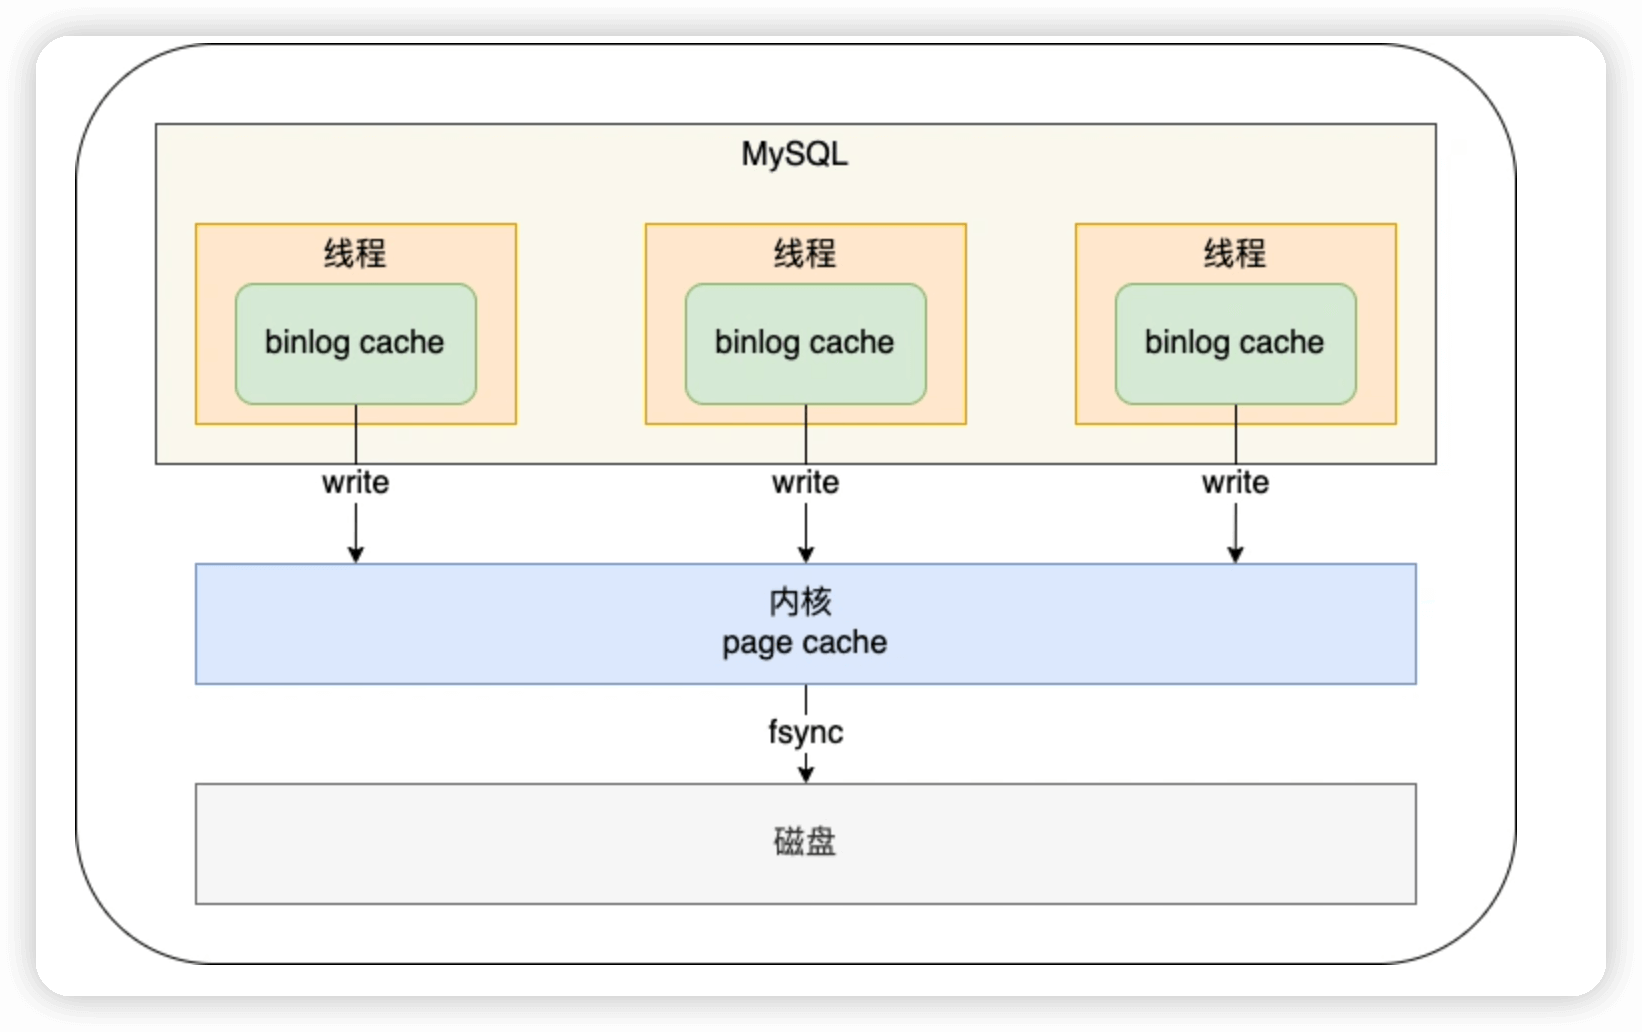 MySQL
线程
线程
线程
binlog cache
binlog cache
binlog cache
write
write
write
内核
page cache
fsync
磁盘